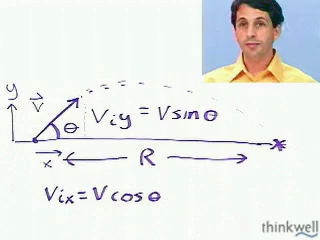 y
V
θ
Viy = Vsinθ
x
R
Vix = Vcosθ
thinkwell